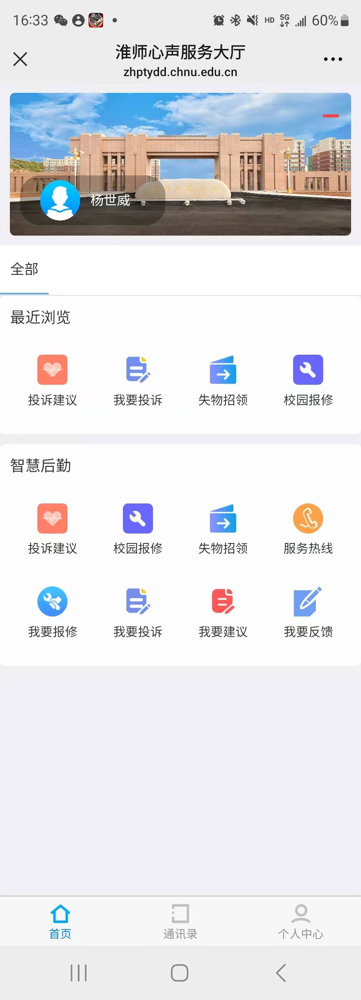 16:33 HD 5G 60%
淮师心声服务大厅
zhptydd.chnu.edu.cn
杨世威
全部
最近浏览
投诉建议 我要投诉 失物招领 校园报修
智慧后勤
投诉建议 校园报修 失物招领 服务热线
我要报修 我要投诉 我要建议 我要反馈
首页 通讯录 个人中心